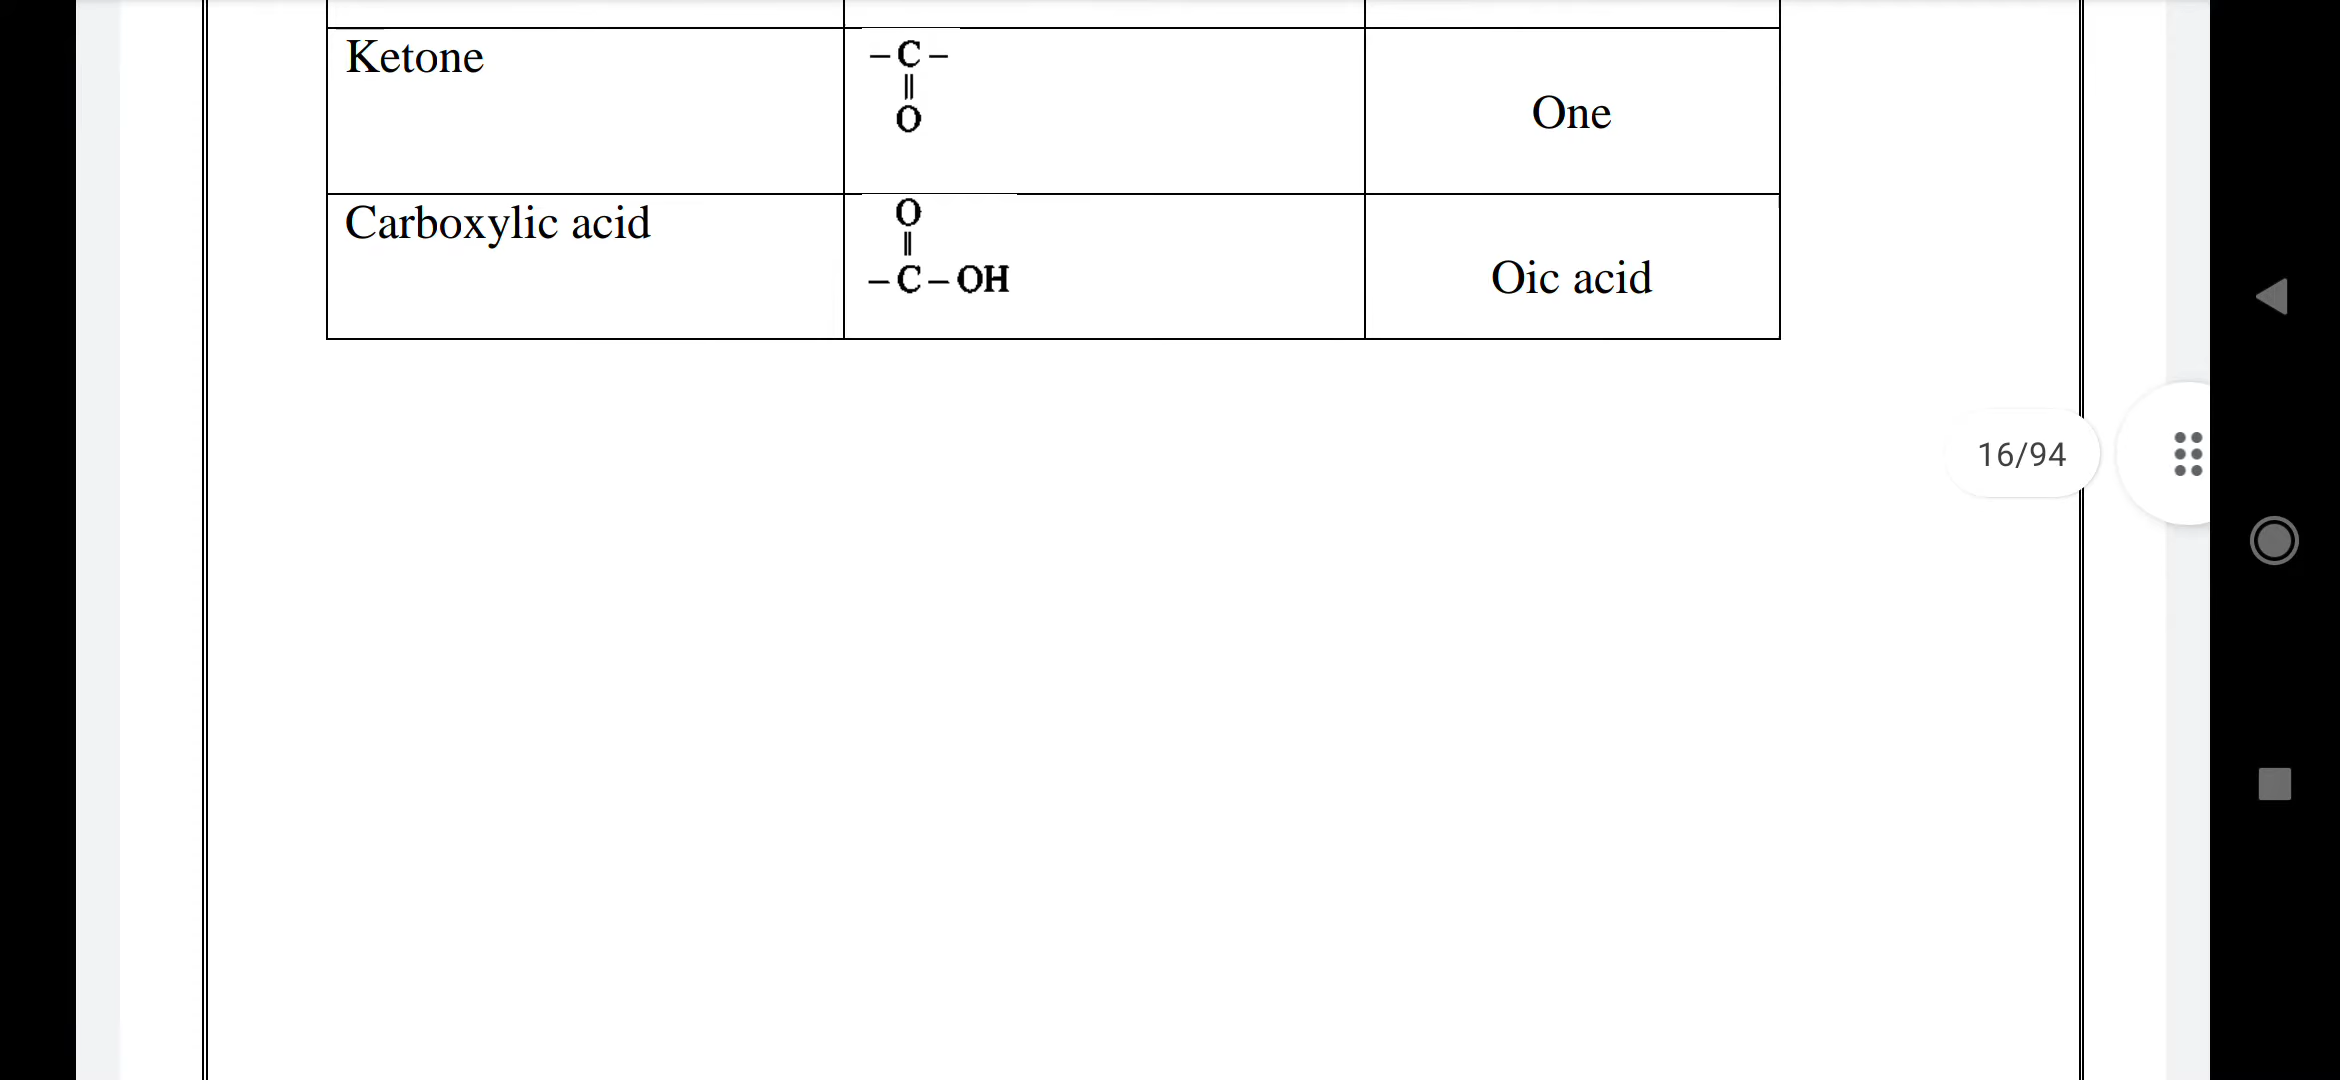 Ketone
– C –
||
O
One
Carboxylic acid
O
||
– C – OH
Oic acid
16/94